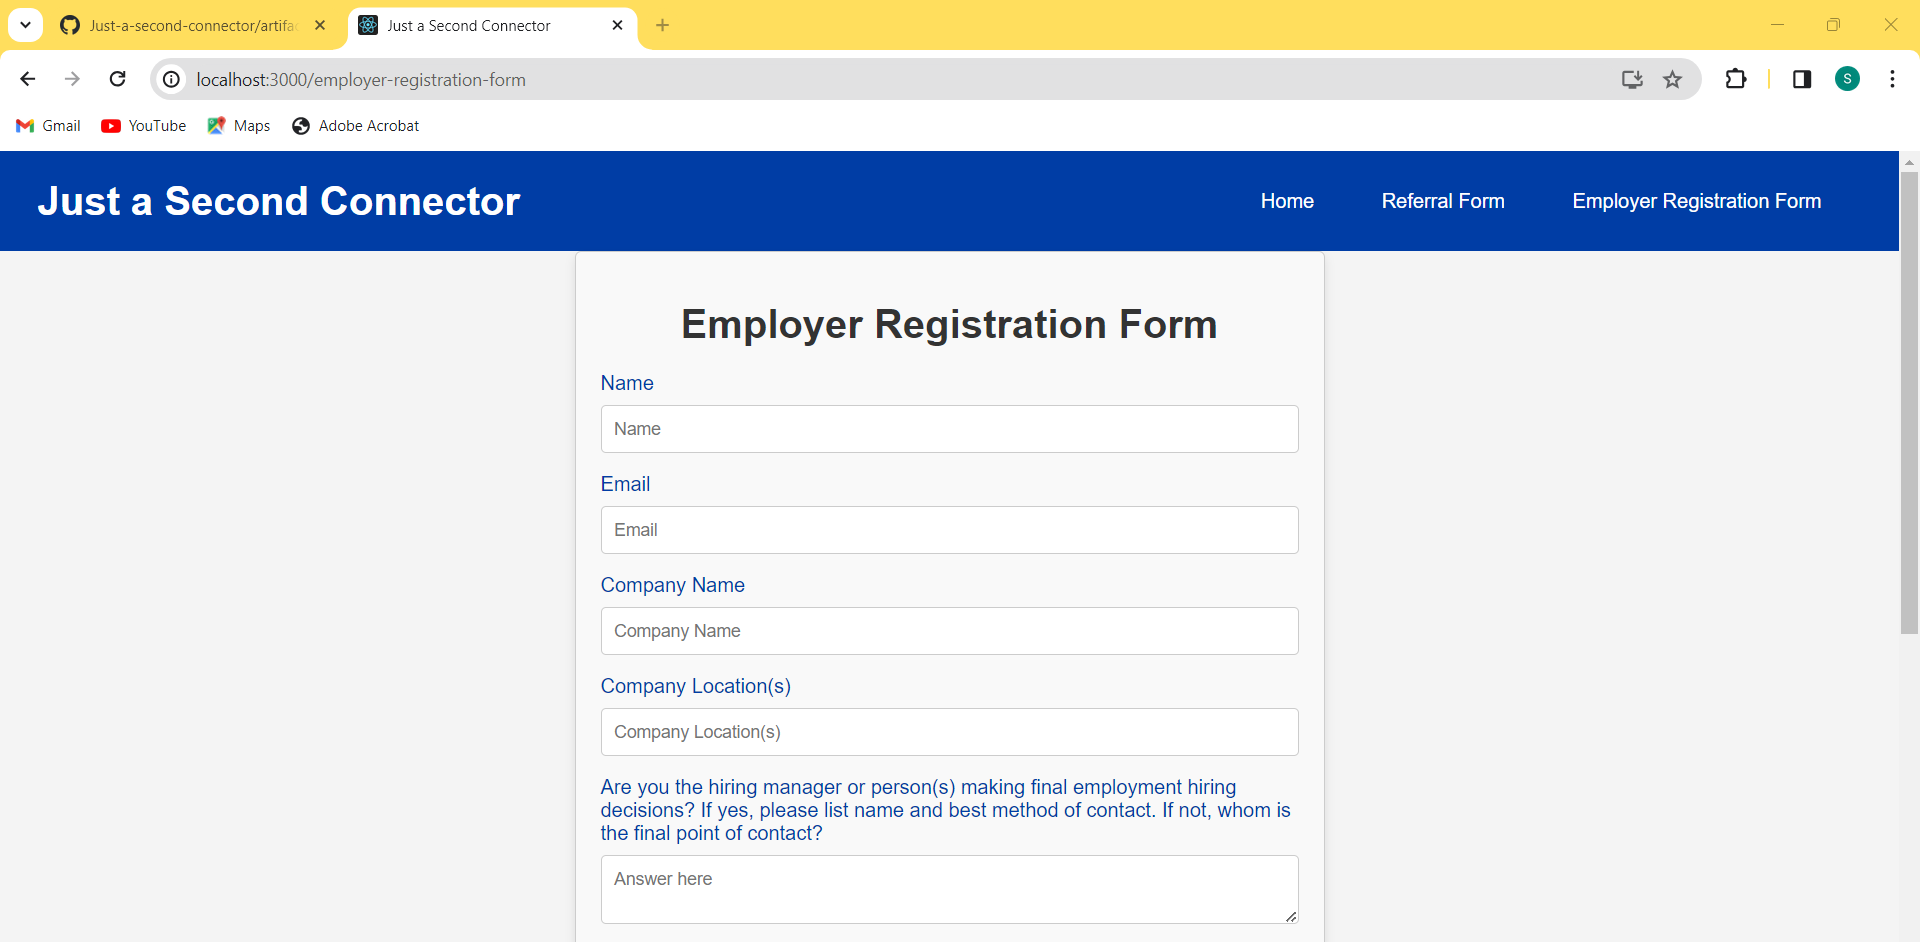 Just-a-second-connector/artifa
Just a Second Connector
localhost:3000/employer-registration-form
S
Gmail
YouTube
Maps
Adobe Acrobat
Just a Second Connector
Home
Referral Form
Employer Registration Form
Employer Registration Form
Name
Name
Email
Email
Company Name
Company Name
Company Location(s)
Company Location(s)
Are you the hiring manager or person(s) making final employment hiring
decisions? If yes, please list name and best method of contact. If not, whom is
the final point of contact?
Answer here